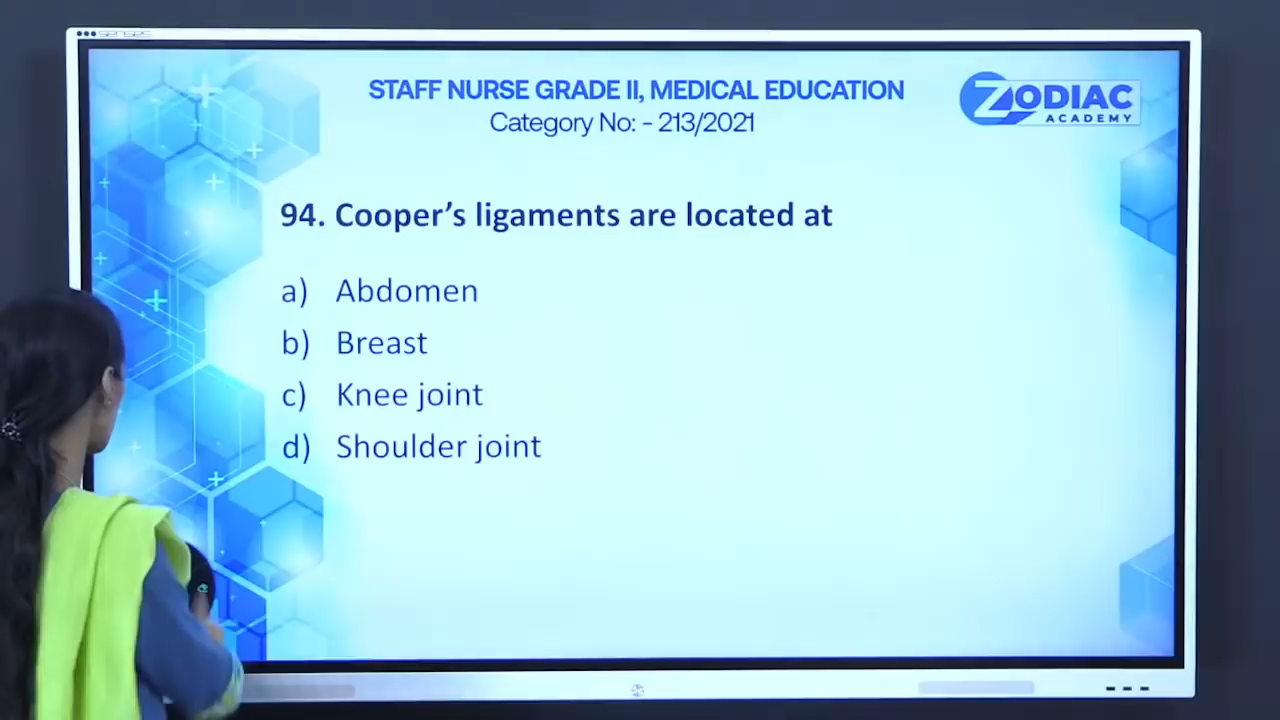 senses
STAFF NURSE GRADE II, MEDICAL EDUCATION
Category No: - 213/2021
ZODIAC
ACADEMY
94. Cooper's ligaments are located at
a) Abdomen
b) Breast
c) Knee joint
d) Shoulder joint